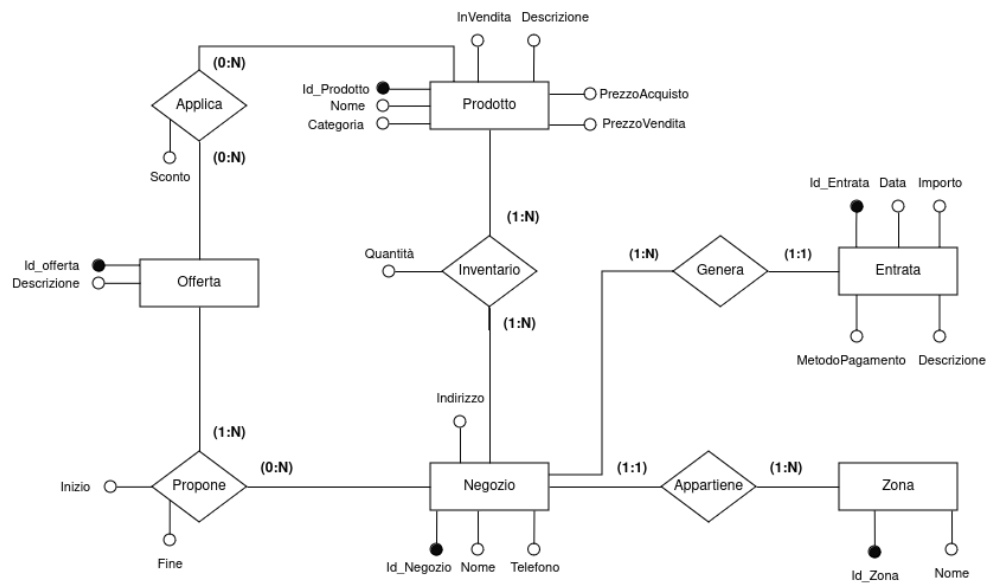 InVendita
Descrizione
(0:N)
Id_Prodotto
PrezzoAcquisto
Applica
Nome
Prodotto
Categoria
PrezzoVendita
(0:N)
Sconto
Id_Entrata
Data
Importo
(1:N)
Quantità
(1:N)
(1:1)
Id_offerta
Inventario
Genera
Entrata
Descrizione
Offerta
(1:N)
MetodoPagamento
Descrizione
Indirizzo
(1:N)
(0:N)
(1:1)
(1:N)
Inizio
Propone
Negozio
Appartiene
Zona
Fine
Id_Negozio
Nome
Telefono
Id_Zona
Nome